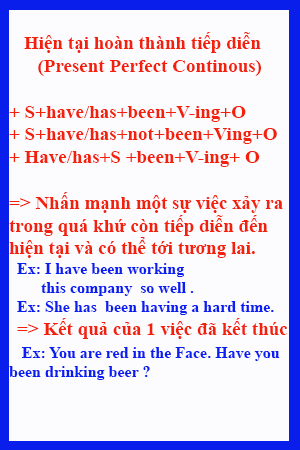 Hiện tại hoàn thành tiếp diễn
(Present Perfect Continous)
+ S+have/has+been+V-ing+O
+ S+have/has+not+been+Ving+O
+ Have/has+S +been+V-ing+ O
=> Nhấn mạnh một sự việc xảy ra
trong quá khứ còn tiếp diễn đến
hiện tại và có thể tới tương lai.
Ex: I have been working
this company so well .
Ex: She has been having a hard time.
=> Kết quả của 1 việc đã kết thúc
Ex: You are red in the Face. Have you
been drinking beer ?